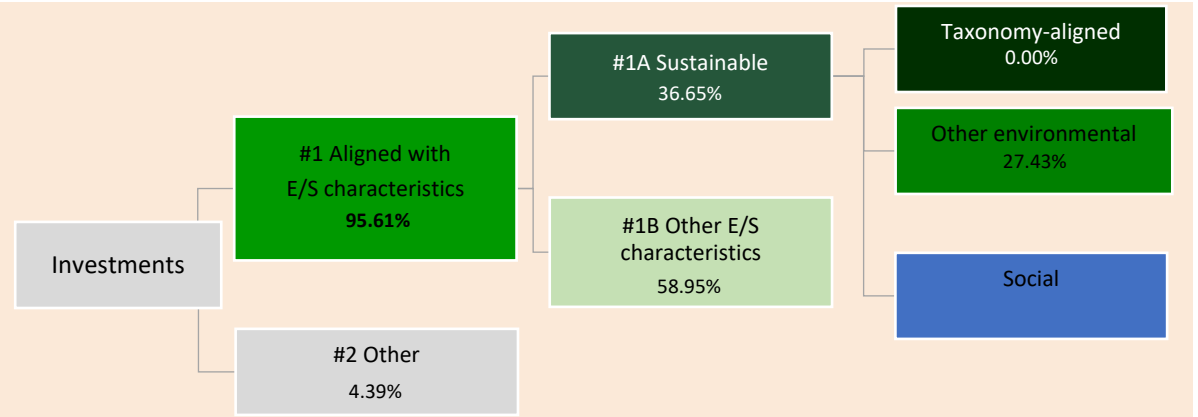 Investments
#1 Aligned with
E/S characteristics
95.61%
#2 Other
4.39%
#1A Sustainable
36.65%
#1B Other E/S
characteristics
58.95%
Taxonomy-aligned
0.00%
Other environmental
27.43%
Social